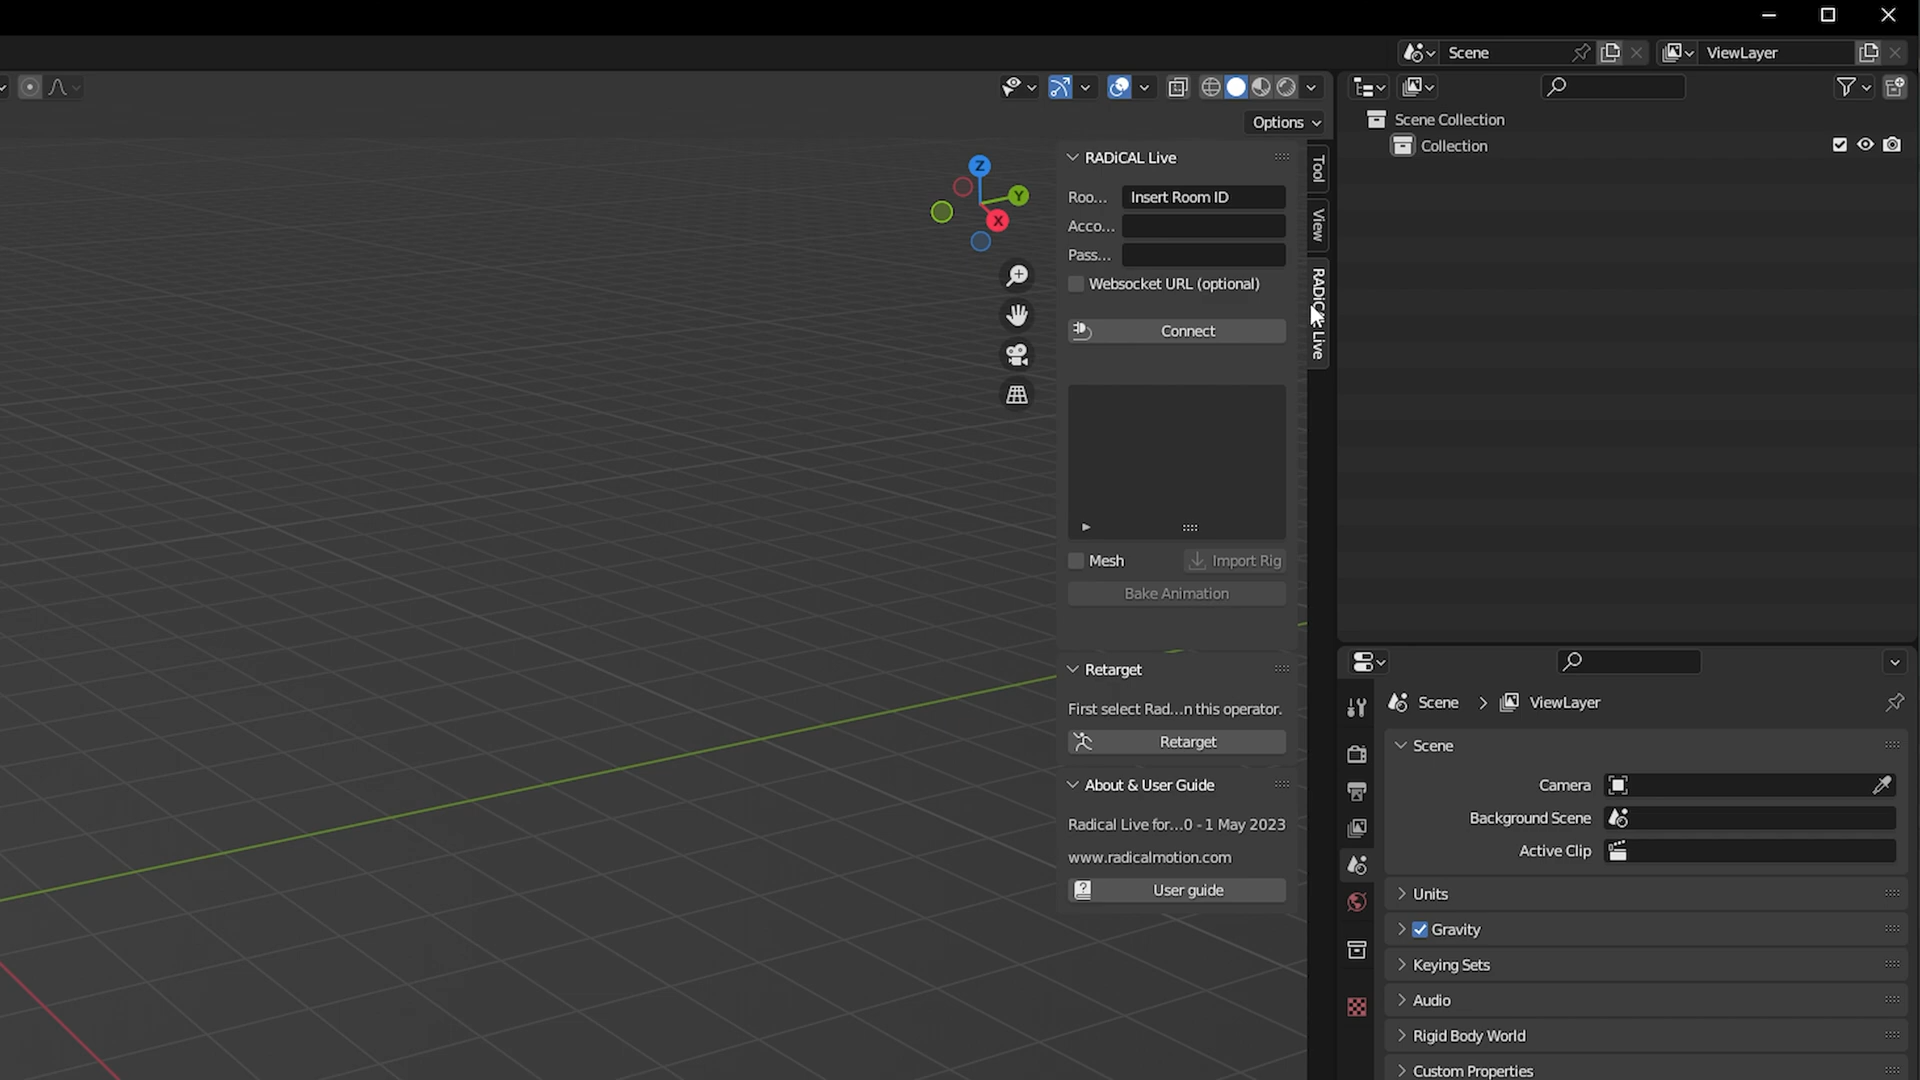 Scene
ViewLayer
Options
Scene Collection
Collection
Z
Y
X
RADiCAL Live
Roo... Insert Room ID
Acco...
Pass...
Websocket URL (optional)
Connect
Mesh
Import Rig
Bake Animation
Retarget
First select Rad...n this operator.
Retarget
About & User Guide
Radical Live for...0 - 1 May 2023
www.radicalmotion.com
User guide
Tool
View
RADiCAL Live
Scene
ViewLayer
Scene
Camera
Background Scene
Active Clip
Units
Gravity
Keying Sets
Audio
Rigid Body World
Custom Properties